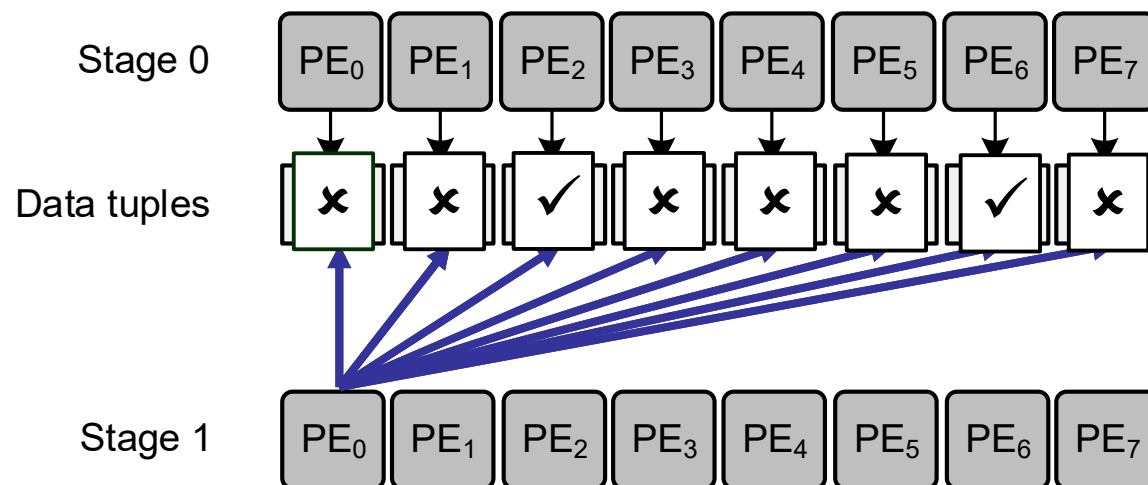 Stage 0 PE₀ PE₁ PE₂ PE₃ PE₄ PE₅ PE₆ PE₇
Data tuples ✘ ✘ ✓ ✘ ✘ ✘ ✓ ✘
Stage 1 PE₀ PE₁ PE₂ PE₃ PE₄ PE₅ PE₆ PE₇